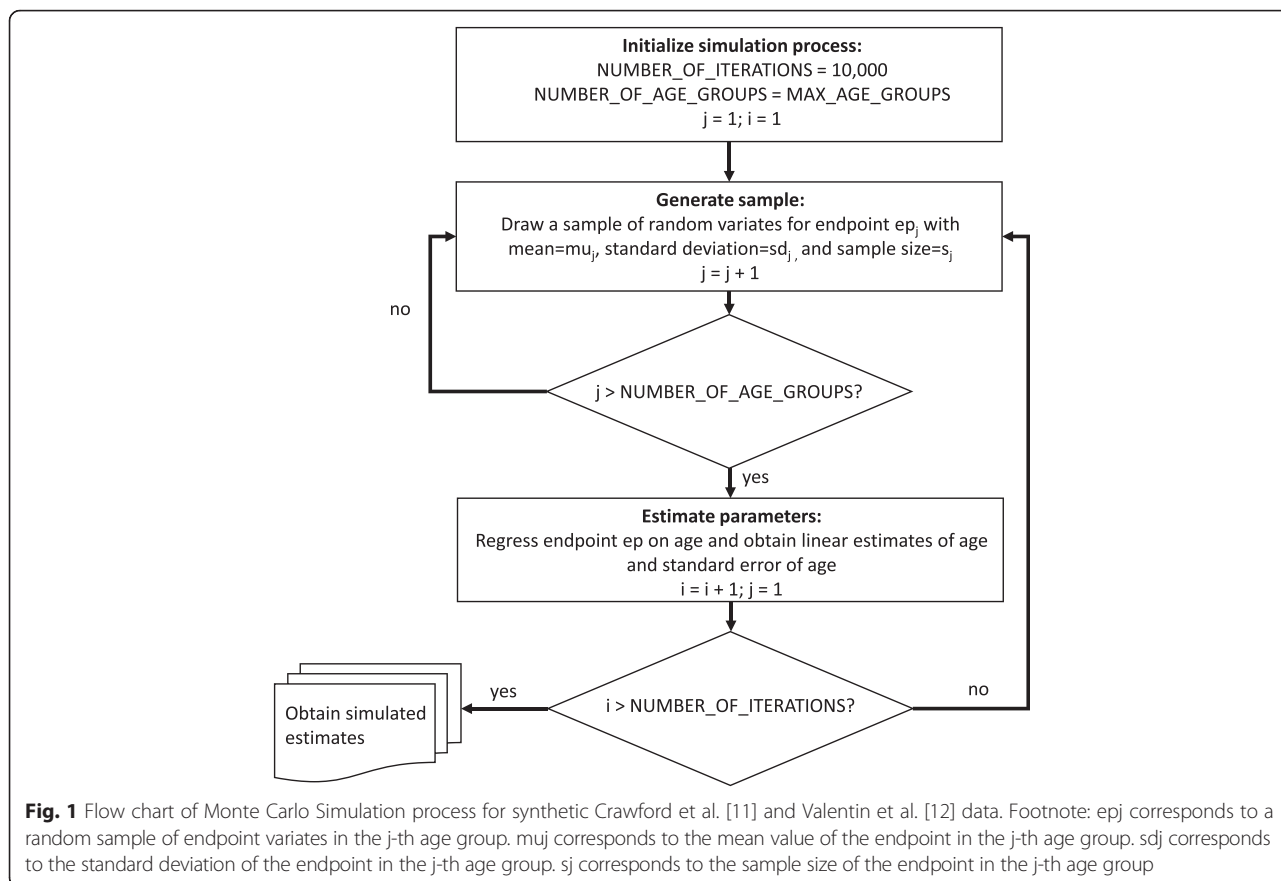 Initialize simulation process:
NUMBER_OF_ITERATIONS = 10,000
NUMBER_OF_AGE_GROUPS = MAX_AGE_GROUPS
j = 1; i = 1
Generate sample:
Draw a sample of random variates for endpoint epj with
mean=muj, standard deviation=sdj , and sample size=sj
j = j + 1
no
j > NUMBER_OF_AGE_GROUPS?
yes
Estimate parameters:
Regress endpoint ep on age and obtain linear estimates of age
and standard error of age
i = i + 1; j = 1
yes
no
i > NUMBER_OF_ITERATIONS?
Obtain simulated
estimates
Fig. 1 Flow chart of Monte Carlo Simulation process for synthetic Crawford et al. [11] and Valentin et al. [12] data. Footnote: epj corresponds to a
random sample of endpoint variates in the j-th age group. muj corresponds to the mean value of the endpoint in the j-th age group. sdj corresponds
to the standard deviation of the endpoint in the j-th age group. sj corresponds to the sample size of the endpoint in the j-th age group